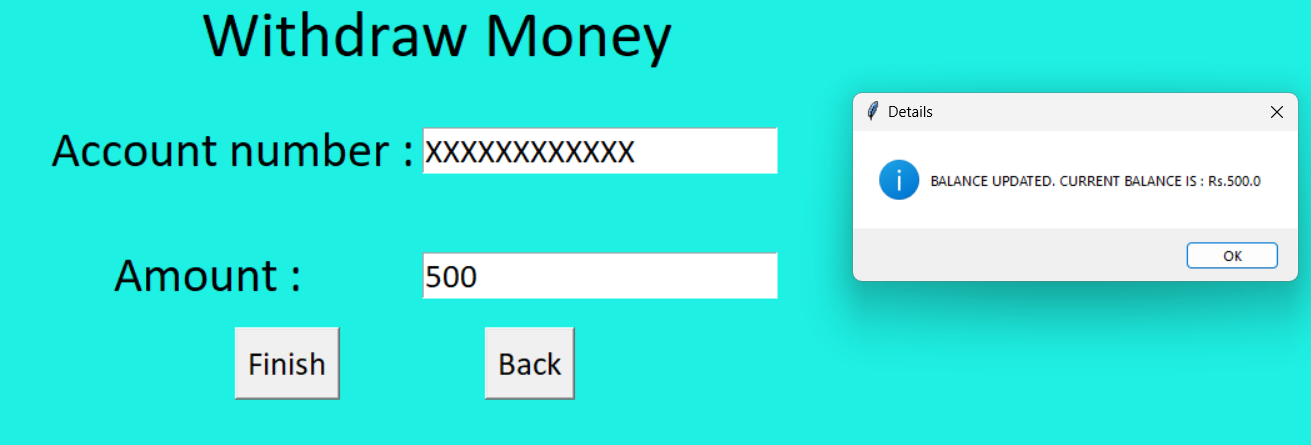 Withdraw Money
Account number : XXXXXXXXXXXX
Amount : 500
Finish Back
Details
BALANCE UPDATED. CURRENT BALANCE IS : Rs.500.0
OK